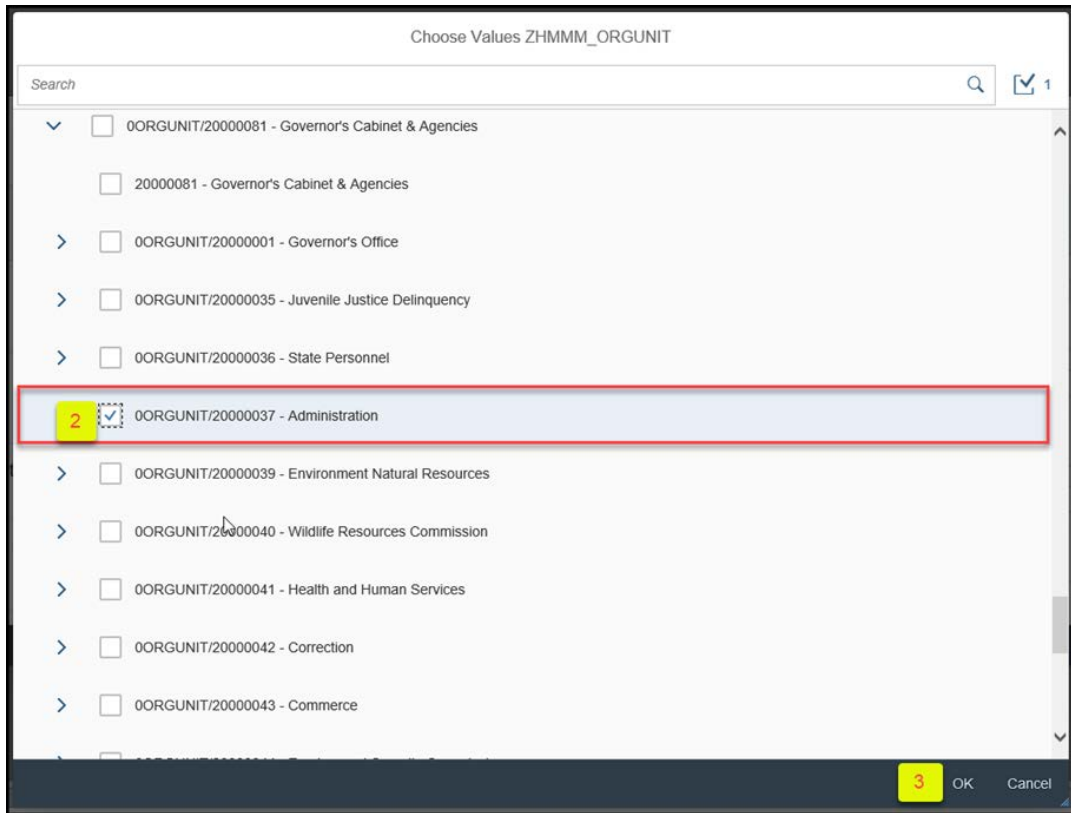 Choose Values ZHMMM_ORGUNIT
Search
1
0ORGUNIT/20000081 - Governor's Cabinet & Agencies
20000081 - Governor's Cabinet & Agencies
0ORGUNIT/20000001 - Governor's Office
0ORGUNIT/20000035 - Juvenile Justice Delinquency
0ORGUNIT/20000036 - State Personnel
2 0ORGUNIT/20000037 - Administration
0ORGUNIT/20000039 - Environment Natural Resources
0ORGUNIT/20000040 - Wildlife Resources Commission
0ORGUNIT/20000041 - Health and Human Services
0ORGUNIT/20000042 - Correction
0ORGUNIT/20000043 - Commerce
3 OK Cancel